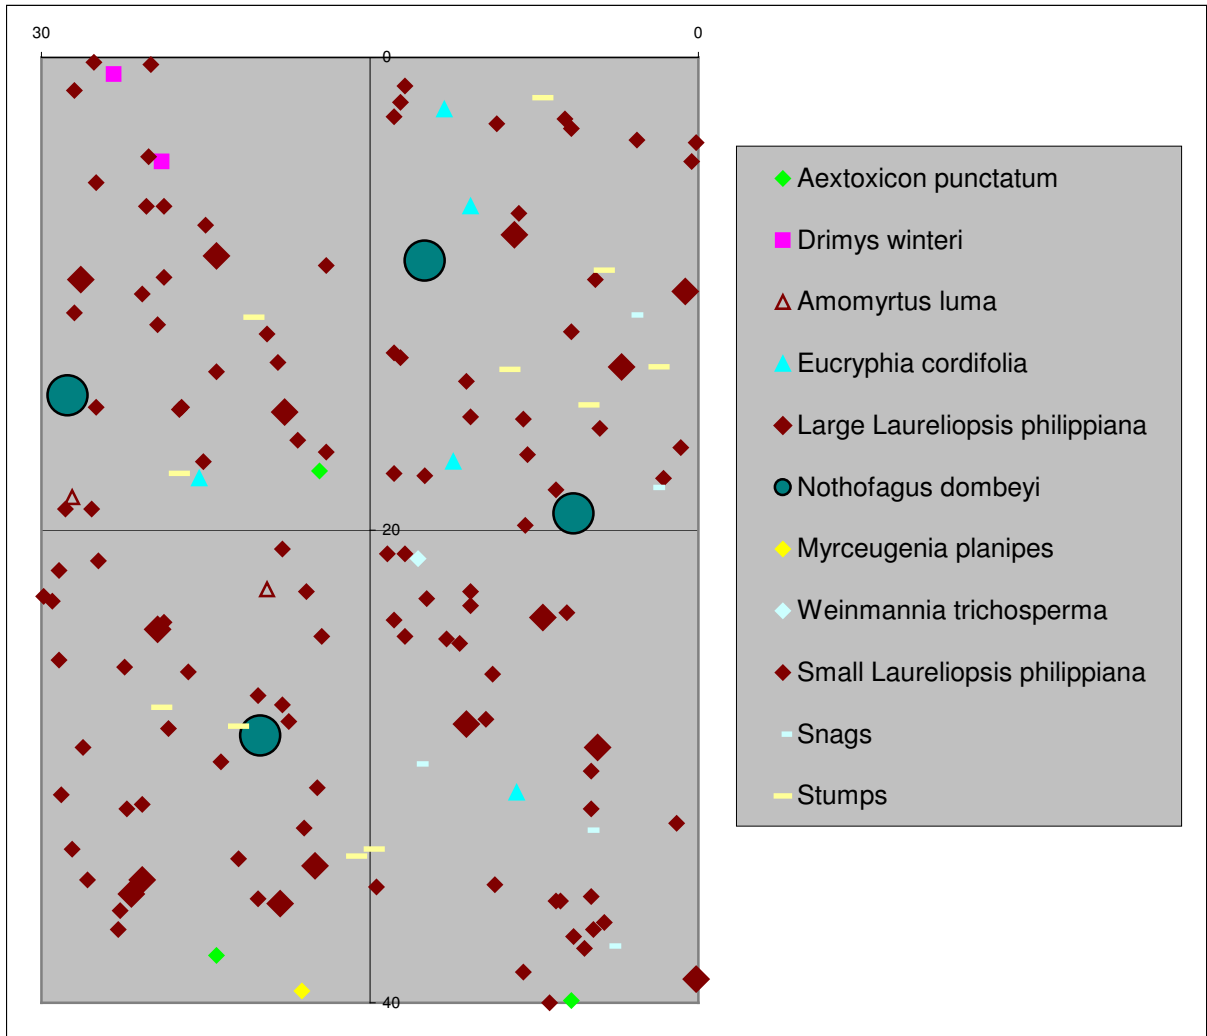 30
0
0
20
40
Aextoxicon punctatum
Drimys winteri
Amomyrtus luma
Eucryphia cordifolia
Large Laureliopsis philippiana
Nothofagus dombeyi
Myrceugenia planipes
Weinmannia trichosperma
Small Laureliopsis philippiana
Snags
Stumps